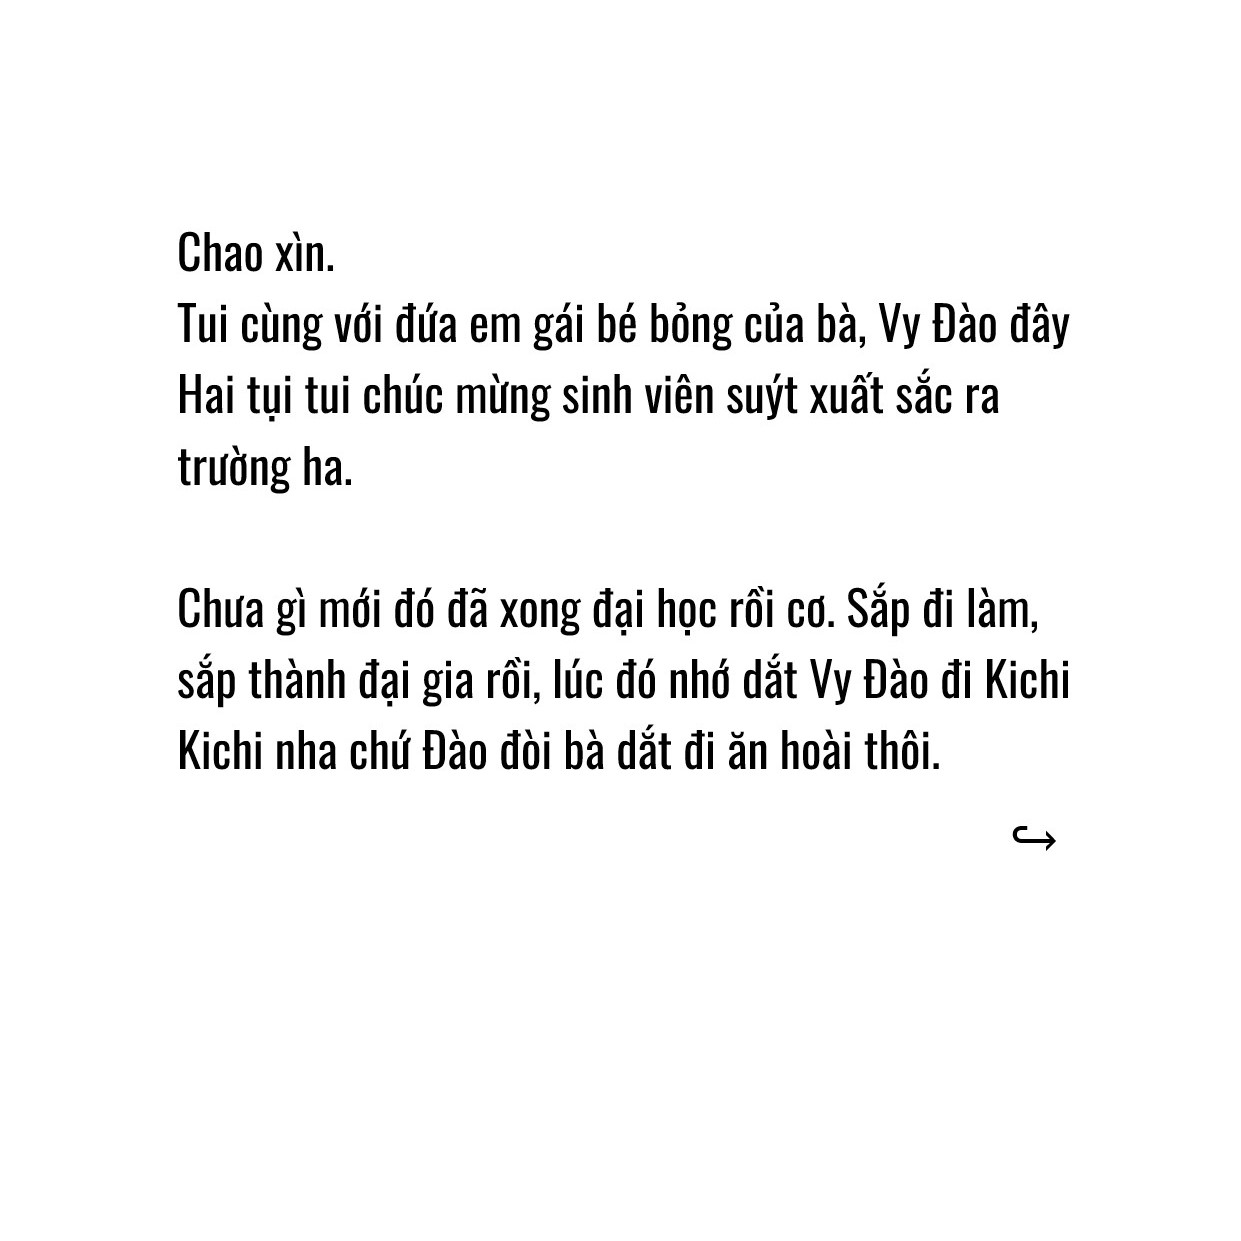 Chao xìn.
Tui cùng với đứa em gái bé bỏng của bà, Vy Đào đây
Hai tụi tui chúc mừng sinh viên suýt xuất sắc ra
trường ha.
Chưa gì mới đó đã xong đại học rồi cơ. Sắp đi làm,
sắp thành đại gia rồi, lúc đó nhớ dắt Vy Đào đi Kichi
Kichi nha chứ Đào đòi bà dắt đi ăn hoài thôi.
↪